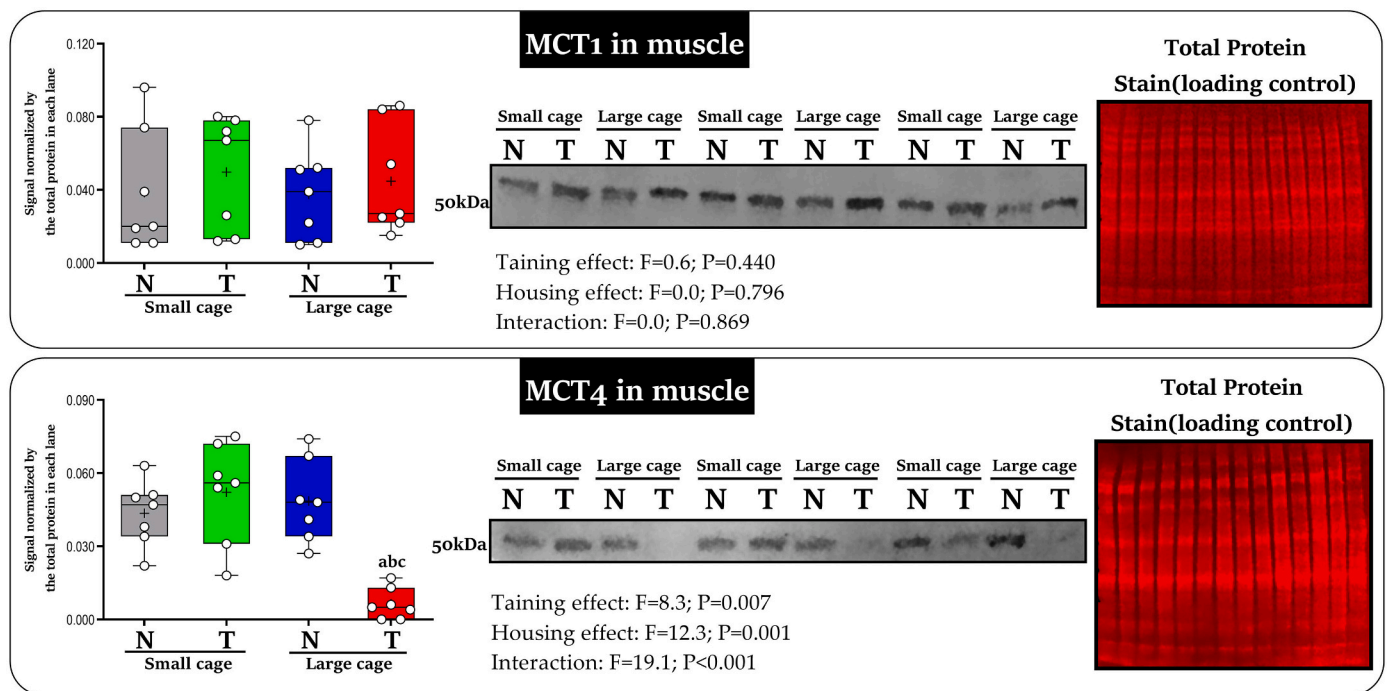 MCT1 in muscle
Signal normalized by
the total protein in each lane
0.120
0.080
0.040
0.000
N T N T
Small cage Large cage
Small cage Large cage Small cage Large cage Small cage Large cage
N T N T N T N T N T N T
50kDa
Taining effect: F=0.6; P=0.440
Housing effect: F=0.0; P=0.796
Interaction: F=0.0; P=0.869
Total Protein
Stain(loading control)
MCT4 in muscle
Signal normalized by
the total protein in each lane
0.090
0.060
0.030
0.000
abc
N T N T
Small cage Large cage
Small cage Large cage Small cage Large cage Small cage Large cage
N T N T N T N T N T N T
50kDa
Taining effect: F=8.3; P=0.007
Housing effect: F=12.3; P=0.001
Interaction: F=19.1; P<0.001
Total Protein
Stain(loading control)